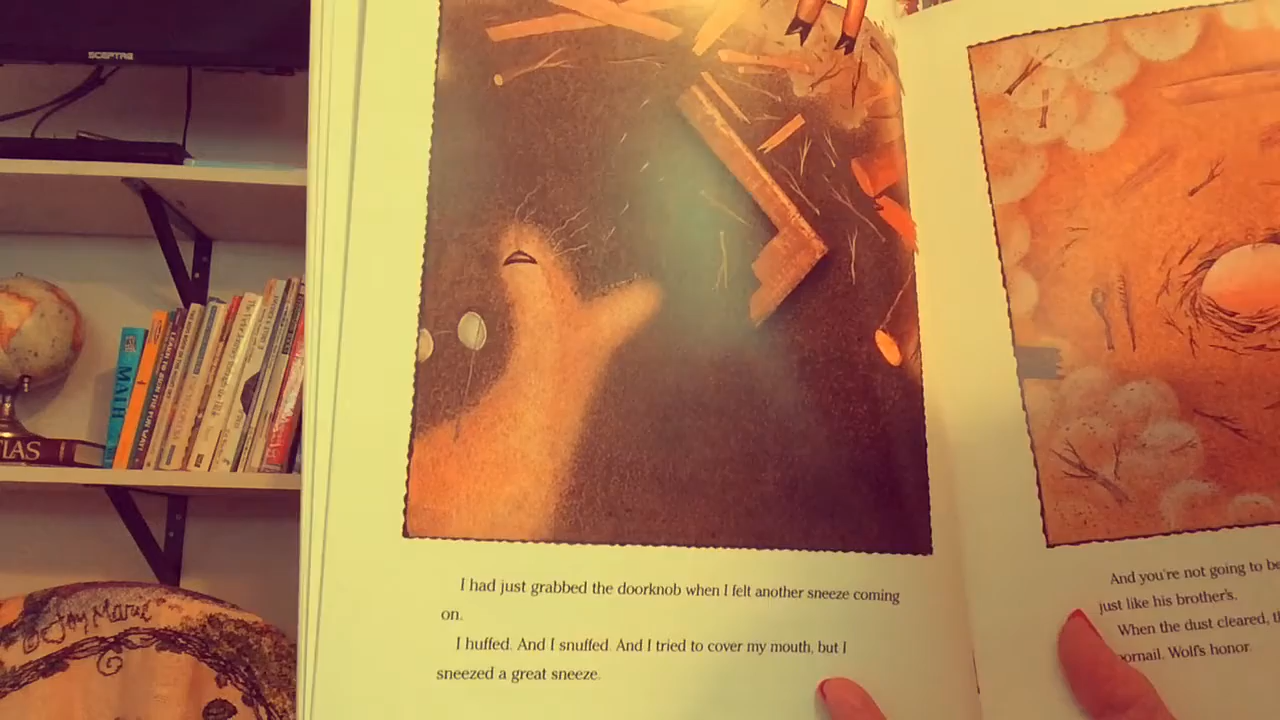 SCEPTRE
MATH
I had just grabbed the doorknob when I felt another sneeze coming
on.
I huffed. And I snuffed. And I tried to cover my mouth, but I
sneezed a great sneeze.
And you're not going to be
just like his brother's.
When the dust cleared,
Wolf's honor.